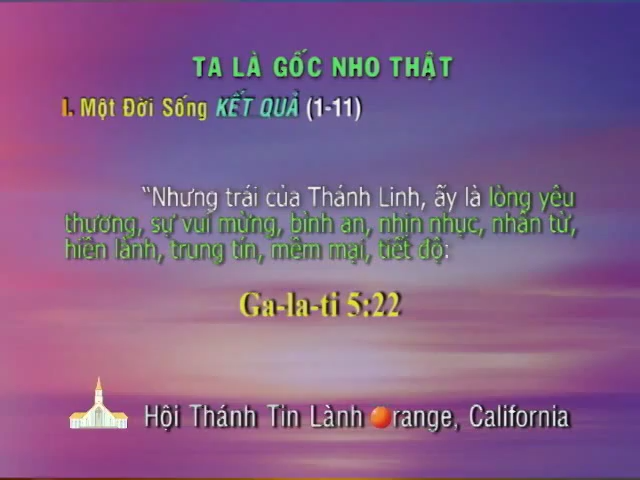 TA LÀ GỐC NHO THẬT
I. Một Đời Sống KẾT QUẢ (1-11)
“Nhưng trái của Thánh Linh, ấy là lòng yêu
thương, sự vui mừng, bình an, nhịn nhục, nhân từ,
hiền lành, trung tín, mềm mại, tiết độ:
Ga-la-ti 5:22
Hội Thánh Tin Lành Orange, California